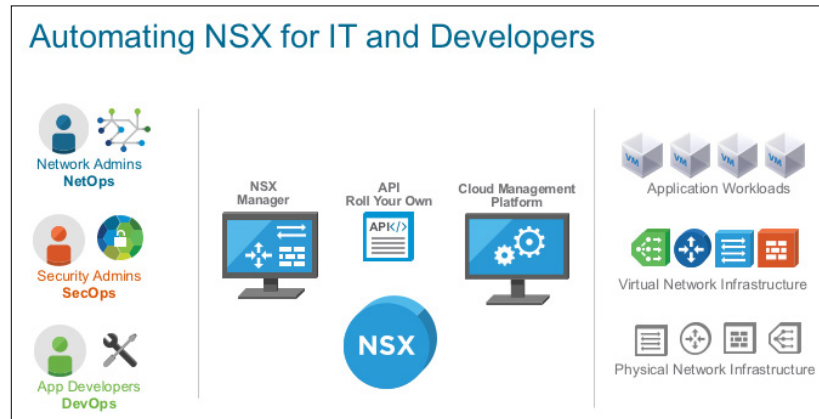 Automating NSX for IT and Developers
Network Admins
NetOps
Security Admins
SecOps
App Developers
DevOps
NSX
Manager
API
Roll Your Own
Cloud Management
Platform
API</>
NSX
VM
VM
VM
VM
Application Workloads
Virtual Network Infrastructure
Physical Network Infrastructure